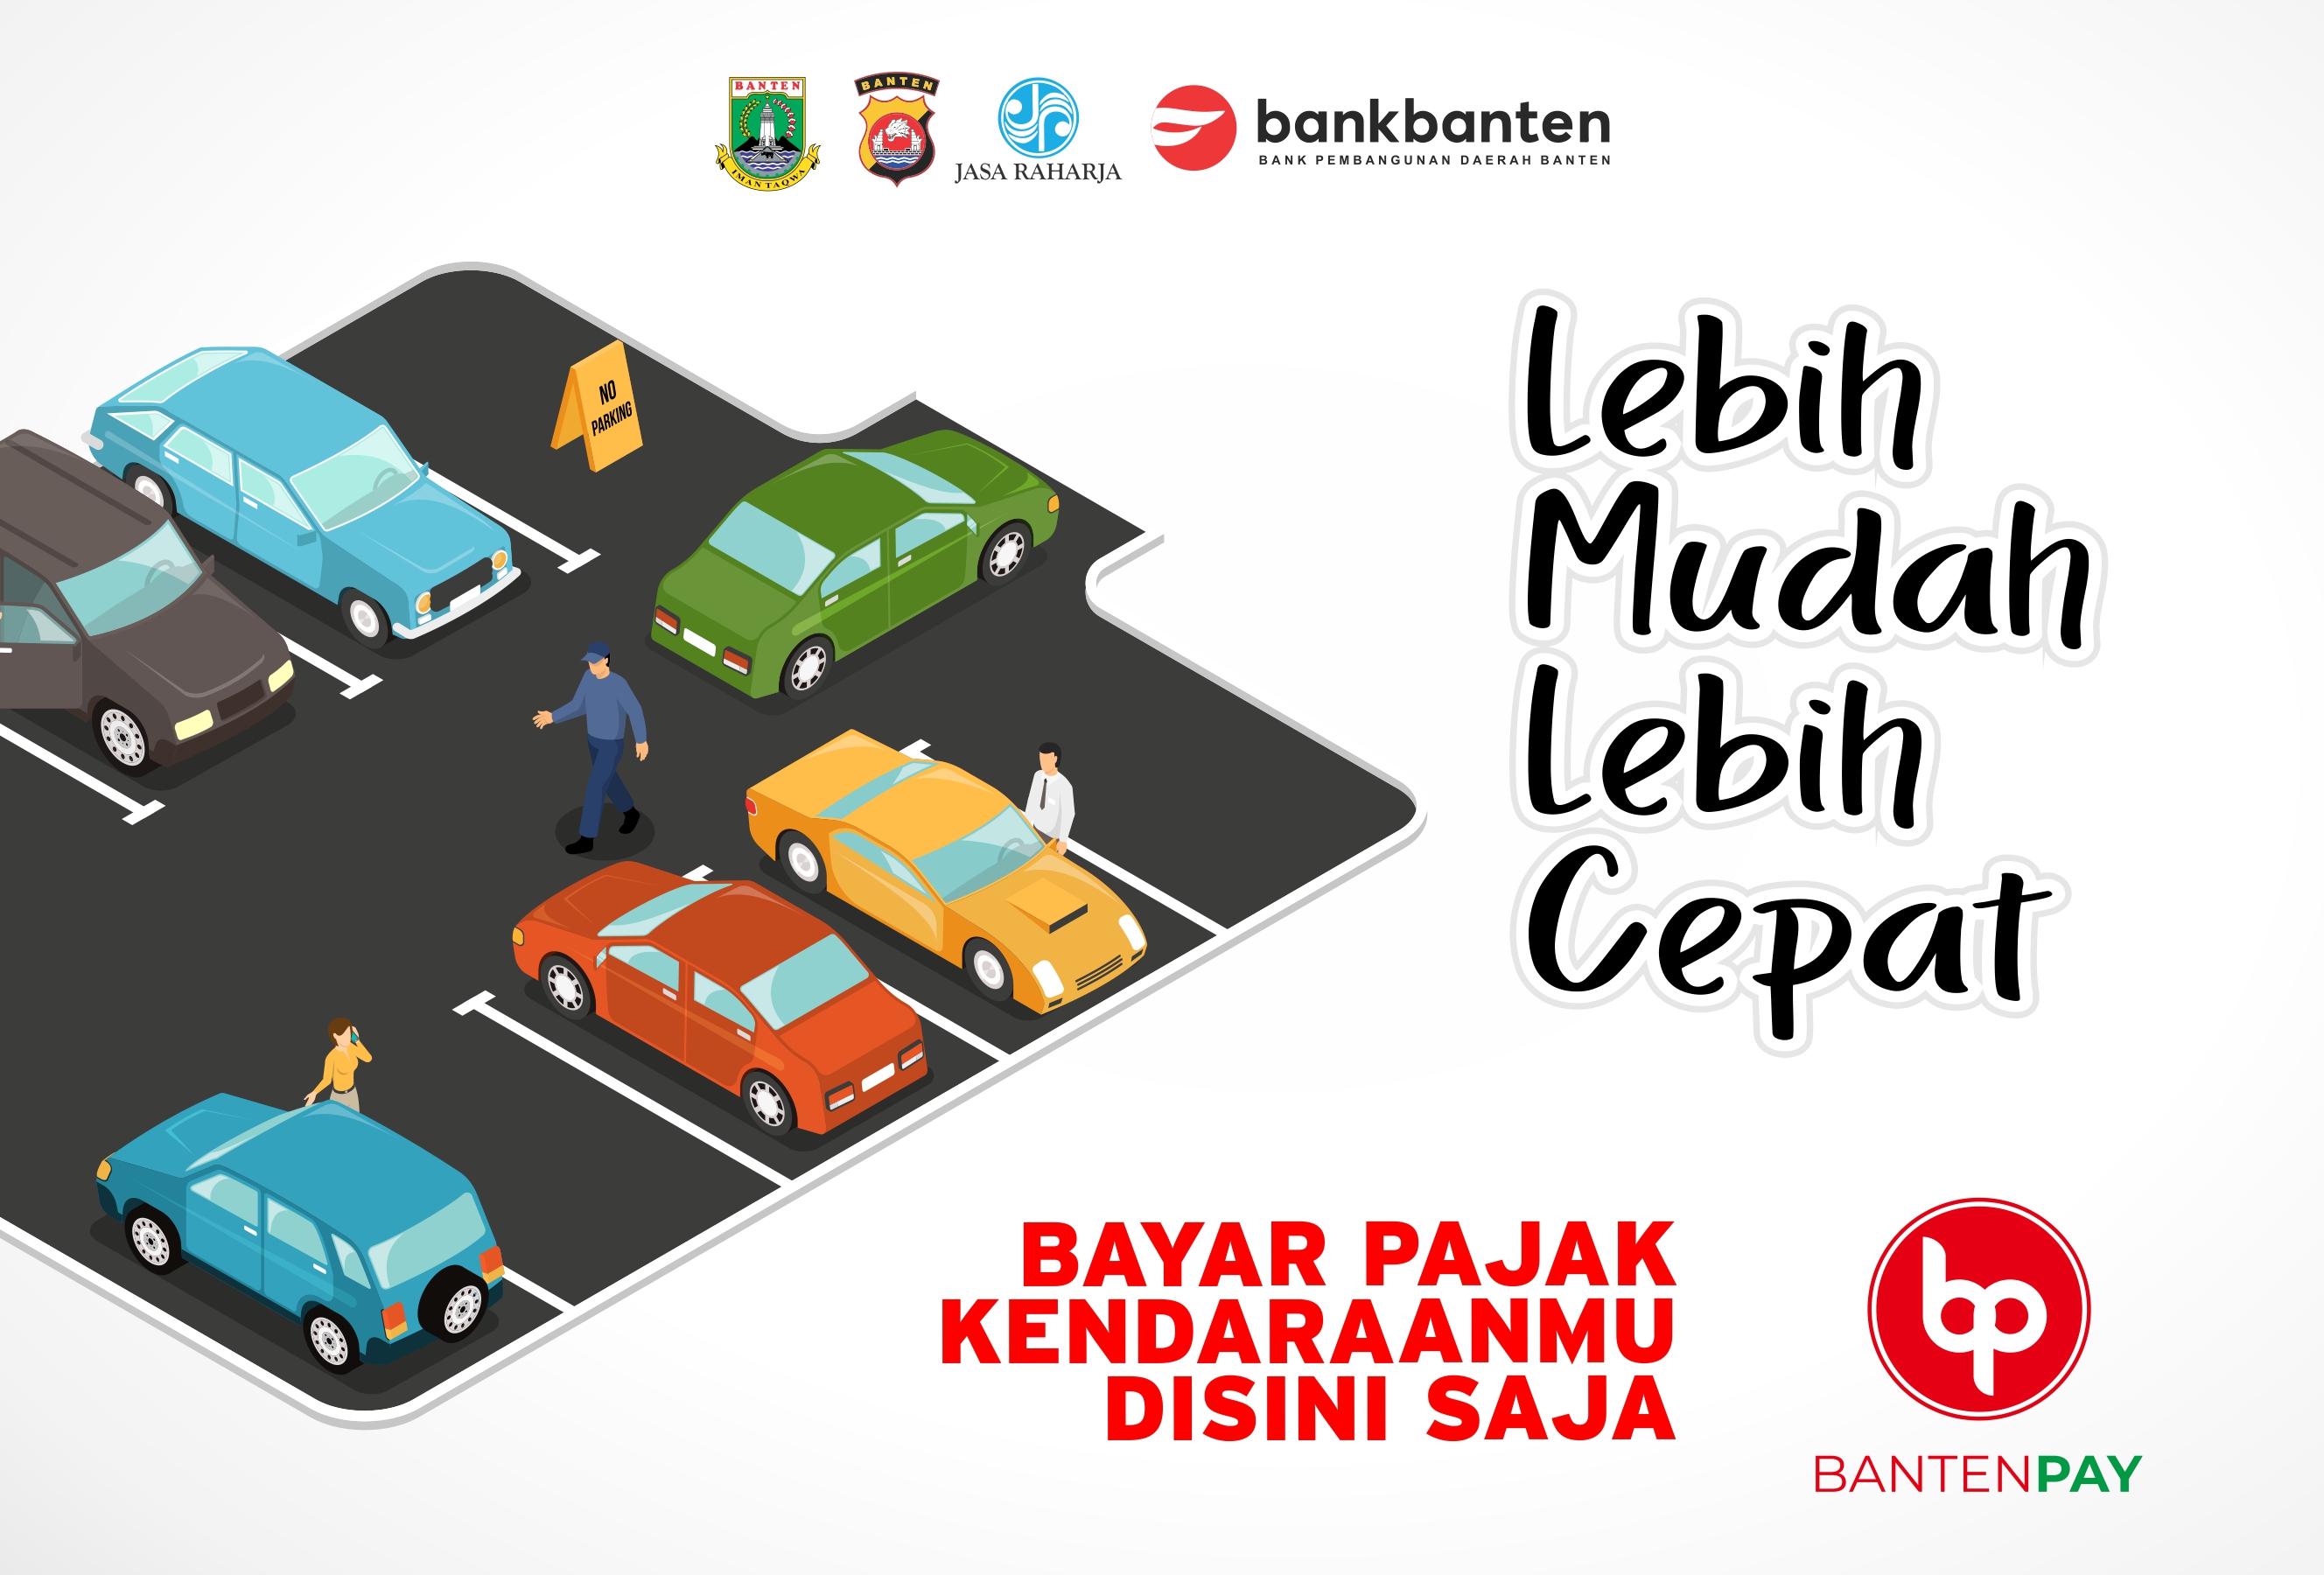 BANTEN
IMAN TAQWA
BANTEN
JASA RAHARJA
bankbanten
BANK PEMBANGUNAN DAERAH BANTEN
NO
PARKING
Lebih
Mudah
Lebih
Cepat
BAYAR PAJAK
KENDARAANMU
DISINI SAJA
bp
BANTENPAY